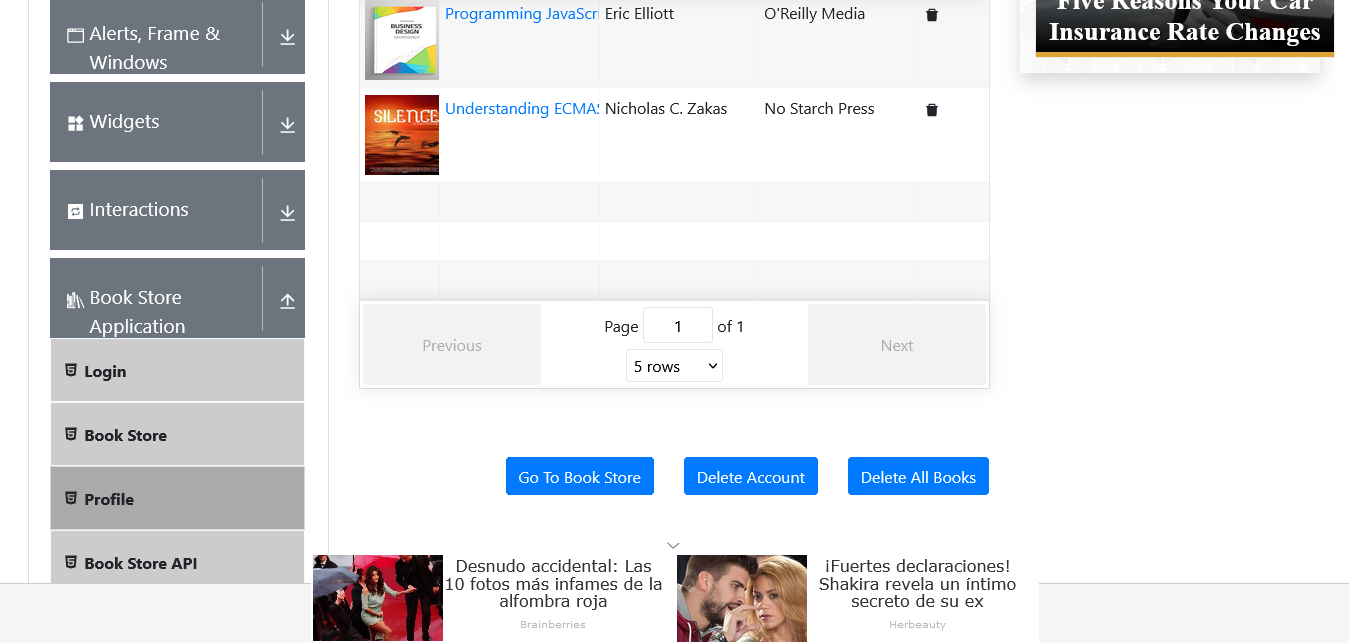 Alerts, Frame &
Windows
Widgets
Interactions
Book Store
Application
Login
Book Store
Profile
Book Store API
BUSINESS
DESIGN
Programming JavaScri
Eric Elliott
O'Reilly Media
SILENCE
Understanding ECMAS
Nicholas C. Zakas
No Starch Press
Previous
Page 1 of 1
5 rows
Next
Go To Book Store
Delete Account
Delete All Books
Five Reasons Your Car
Insurance Rate Changes
Desnudo accidental: Las
10 fotos más infames de la
alfombra roja
Brainberries
¡Fuertes declaraciones!
Shakira revela un íntimo
secreto de su ex
Herbeauty